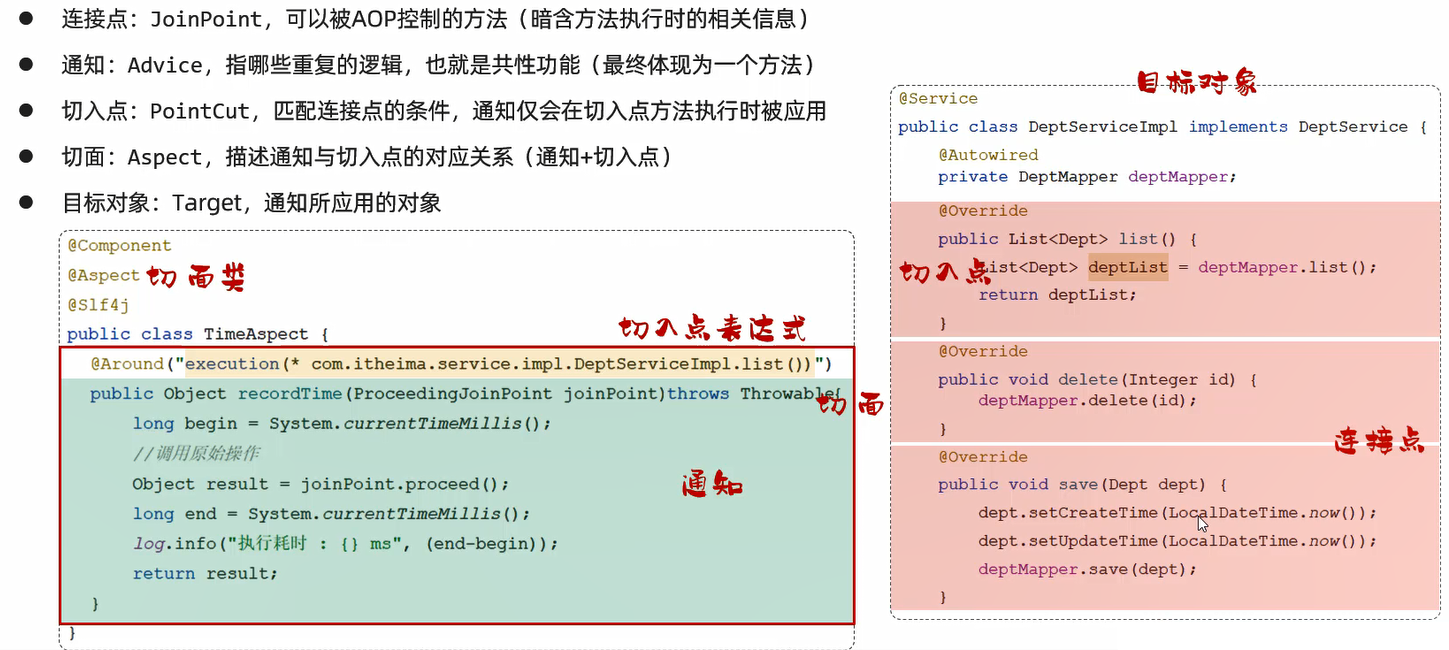 ● 连接点：JoinPoint，可以被AOP控制的方法（暗含方法执行时的相关信息）
● 通知：Advice，指哪些重复的逻辑，也就是共性功能（最终体现为一个方法）
● 切入点：PointCut，匹配连接点的条件，通知仅会在切入点方法执行时被应用
● 切面：Aspect，描述通知与切入点的对应关系（通知+切入点）
● 目标对象：Target，通知所应用的对象
@Component
@Aspect 切面类
@Slf4j
public class TimeAspect {
切入点表达式
@Around("execution(* com.itheima.service.impl.DeptServiceImpl.list())")
public Object recordTime(ProceedingJoinPoint joinPoint)throws Throwable{
切面
long begin = System.currentTimeMillis();
//调用原始操作
Object result = joinPoint.proceed();
通知
long end = System.currentTimeMillis();
log.info("执行耗时 : {} ms", (end-begin));
return result;
}
}
目标对象
@Service
public class DeptServiceImpl implements DeptService {
@Autowired
private DeptMapper deptMapper;
@Override
public List<Dept> list() {
切入点
List<Dept> deptList = deptMapper.list();
return deptList;
}
@Override
public void delete(Integer id) {
deptMapper.delete(id);
}
连接点
@Override
public void save(Dept dept) {
dept.setCreateTime(LocalDateTime.now());
dept.setUpdateTime(LocalDateTime.now());
deptMapper.save(dept);
}